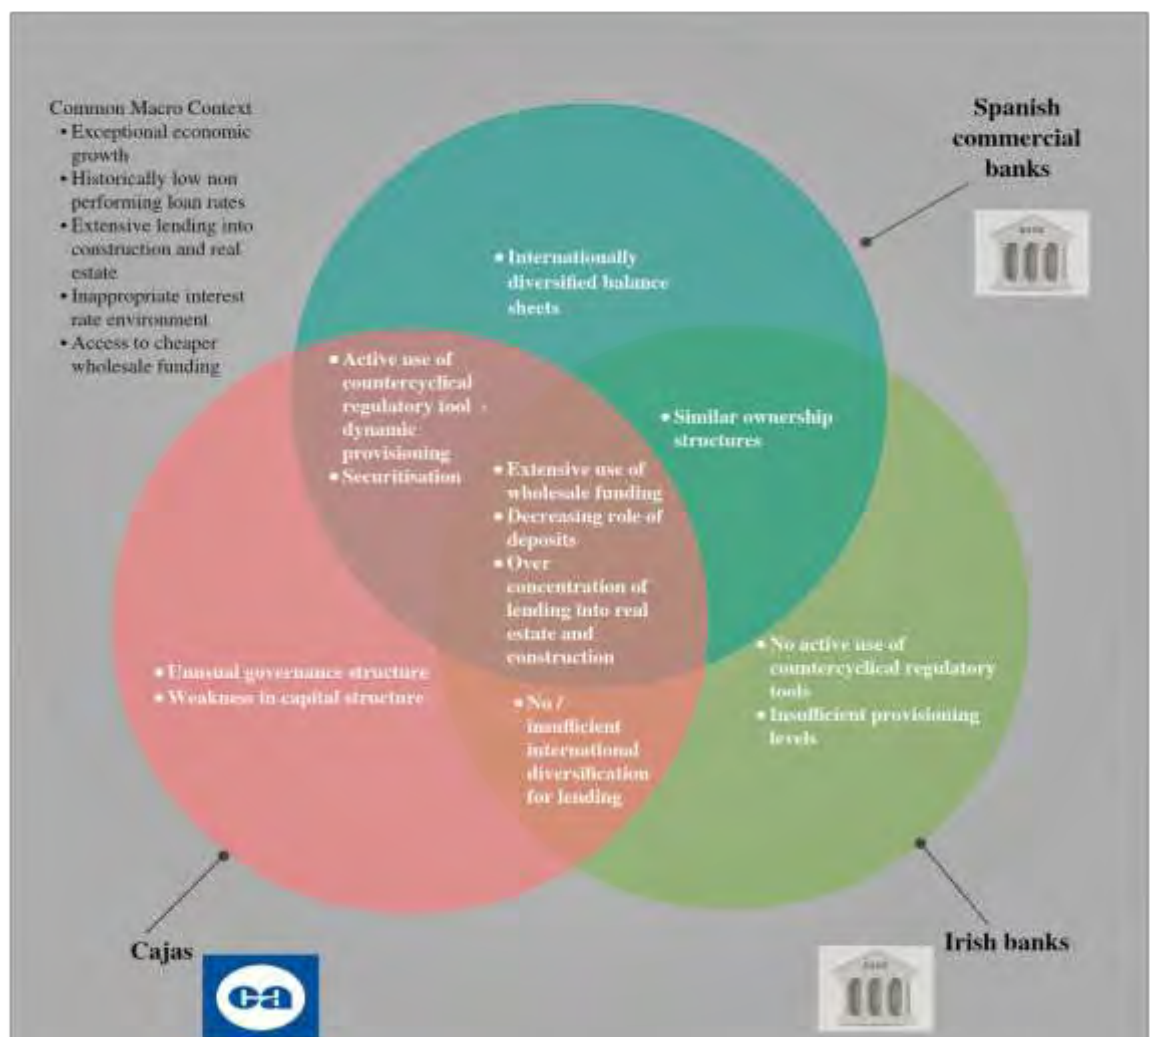 Common Macro Context
• Exceptional economic
growth
• Historically low non
performing loan rates
• Extensive lending into
construction and real
estate
• Inappropriate interest
rate environment
• Access to cheaper
wholesale funding
Spanish
commercial
banks
BANK
• Internationally
diversified balance
sheets
• Active use of
countercyclical
regulatory tool -
dynamic
provisioning
• Securitisation
• Similar ownership
structures
• Extensive use of
wholesale funding
• Decreasing role of
deposits
• Over
concentration of
lending into real
estate and
construction
• Unusual governance structure
• Weakness in capital structure
• No /
insufficient
international
diversification
for lending
• No active use of
countercyclical regulatory
tools
• Insufficient provisioning
levels
Cajas
ca
Irish banks
BANK